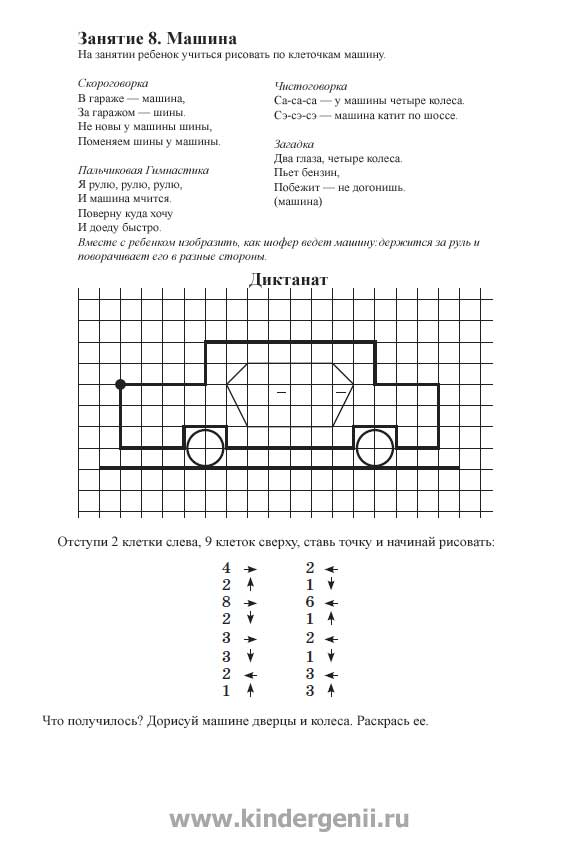 Занятие 8. Машина
На занятии ребенок учиться рисовать по клеточкам машину.
Скороговорка
В гараже — машина,
За гаражом — шины.
Не новы у машины шины,
Поменяем шины у машины.
Пальчиковая Гимнастика
Я рулю, рулю, рулю,
И машина мчится.
Поверну куда хочу
И доеду быстро.
Чистоговорка
Са-са-са — у машины четыре колеса.
Сэ-сэ-сэ — машина катит по шоссе.
Загадка
Два глаза, четыре колеса.
Пьет бензин,
Побежит — не догонишь.
(машина)
Вместе с ребенком изобразить, как шофер ведет машину: держится за руль и
поворачивает его в разные стороны.
Диктанат
Отступи 2 клетки слева, 9 клеток сверху, ставь точку и начинай рисовать:
4 →
2 ↑
8 →
2 ↓
3 →
3 ↓
2 ←
1 ↑
2 ←
1 ↓
6 ←
1 ↑
2 ←
1 ↓
3 ←
3 ↑
Что получилось? Дорисуй машине дверцы и колеса. Раскрась ее.
www.kindergenii.ru